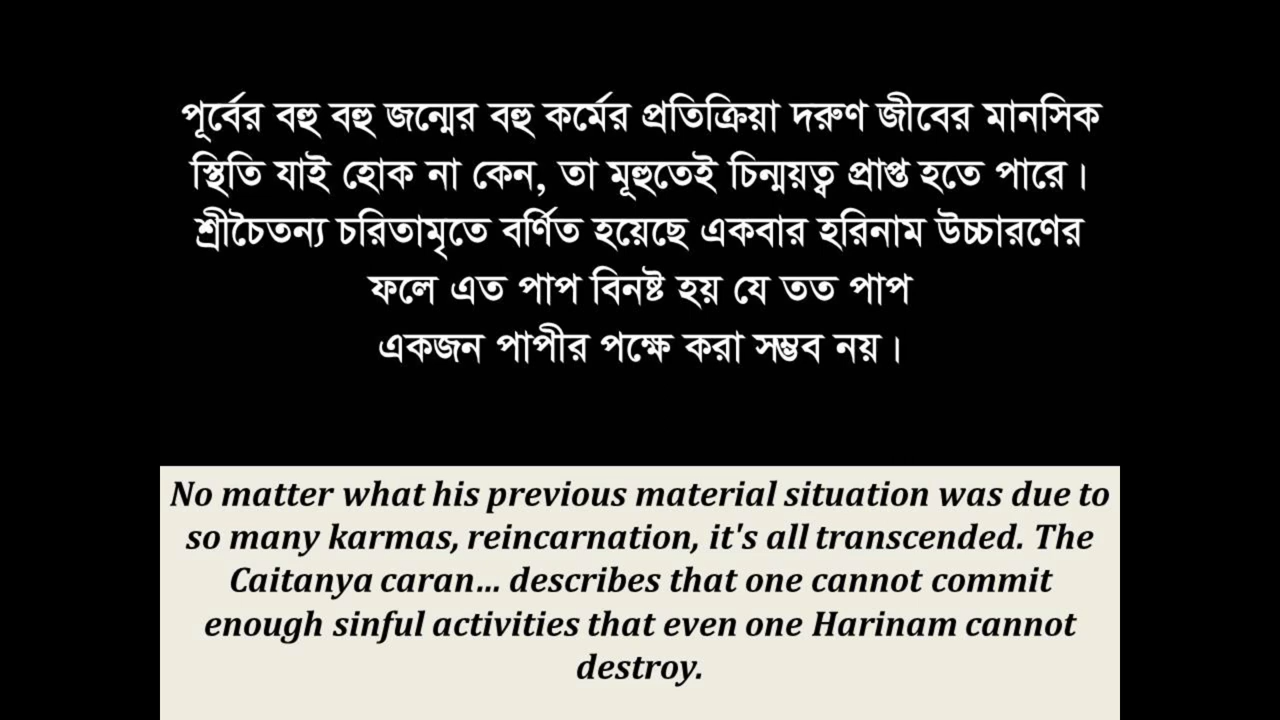 পূর্বের বহু বহু জন্মের বহু কর্মের প্রতিক্রিয়া দরুণ জীবের মানসিক
স্থিতি যাই হোক না কেন, তা মূহুতেই চিন্ময়ত্ব প্রাপ্ত হতে পারে।
শ্রীচৈতন্য চরিতামৃতে বর্ণিত হয়েছে একবার হরিনাম উচ্চারণের
ফলে এত পাপ বিনষ্ট হয় যে তত পাপ
একজন পাপীর পক্ষে করা সম্ভব নয়।
No matter what his previous material situation was due to
so many karmas, reincarnation, it's all transcended. The
Caitanya caran... describes that one cannot commit
enough sinful activities that even one Harinam cannot
destroy.